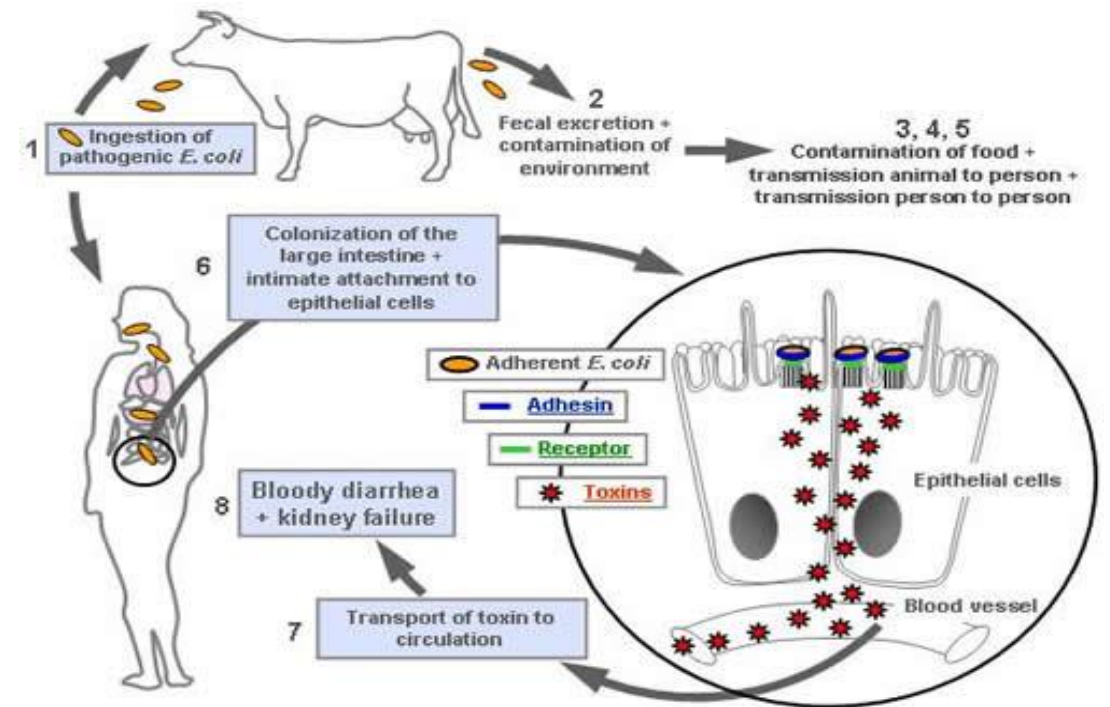 1
Ingestion of
pathogenic E. coli
2
Fecal excretion +
contamination of
environment
3, 4, 5
Contamination of food +
transmission animal to person +
transmission person to person
6
Colonization of the
large intestine +
intimate attachment to
epithelial cells
Adherent E. coli
Adhesin
Receptor
Toxins
Epithelial cells
Blood vessel
7
Transport of toxin to
circulation
8
Bloody diarrhea
+ kidney failure